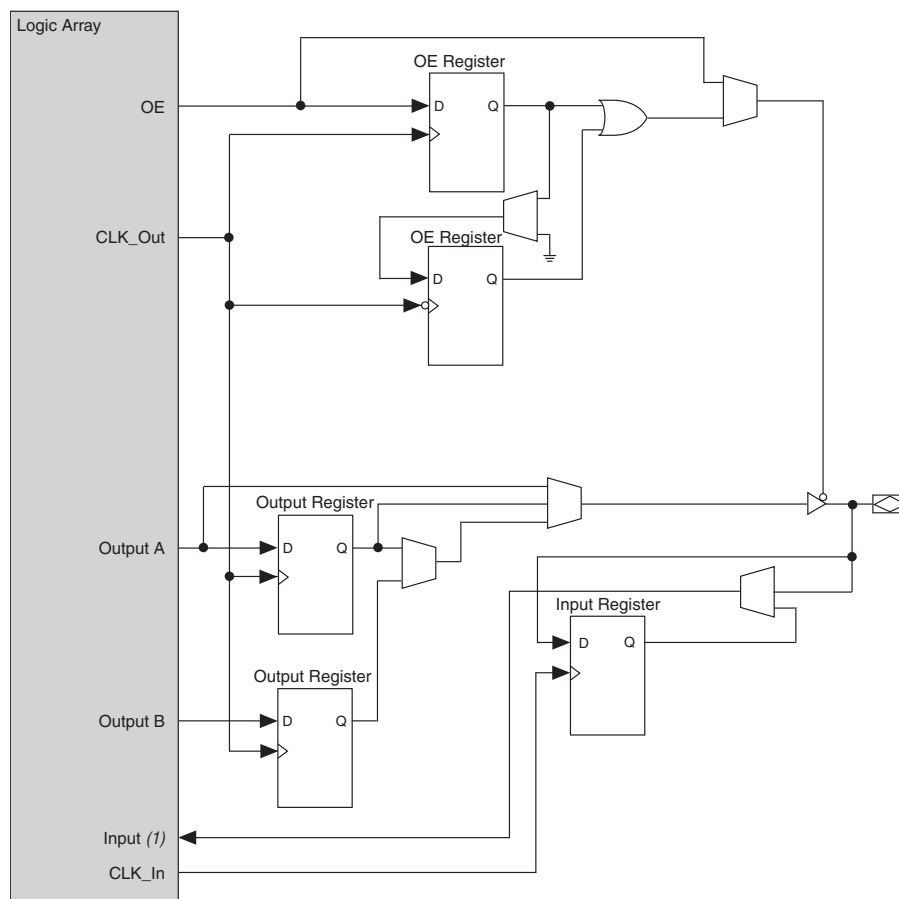 Logic Array
OE Register
OE
D Q
CLK_Out
OE Register
D Q
Output Register
Output A
D Q
Input Register
D Q
Output Register
Output B
D Q
Input (1)
CLK_In